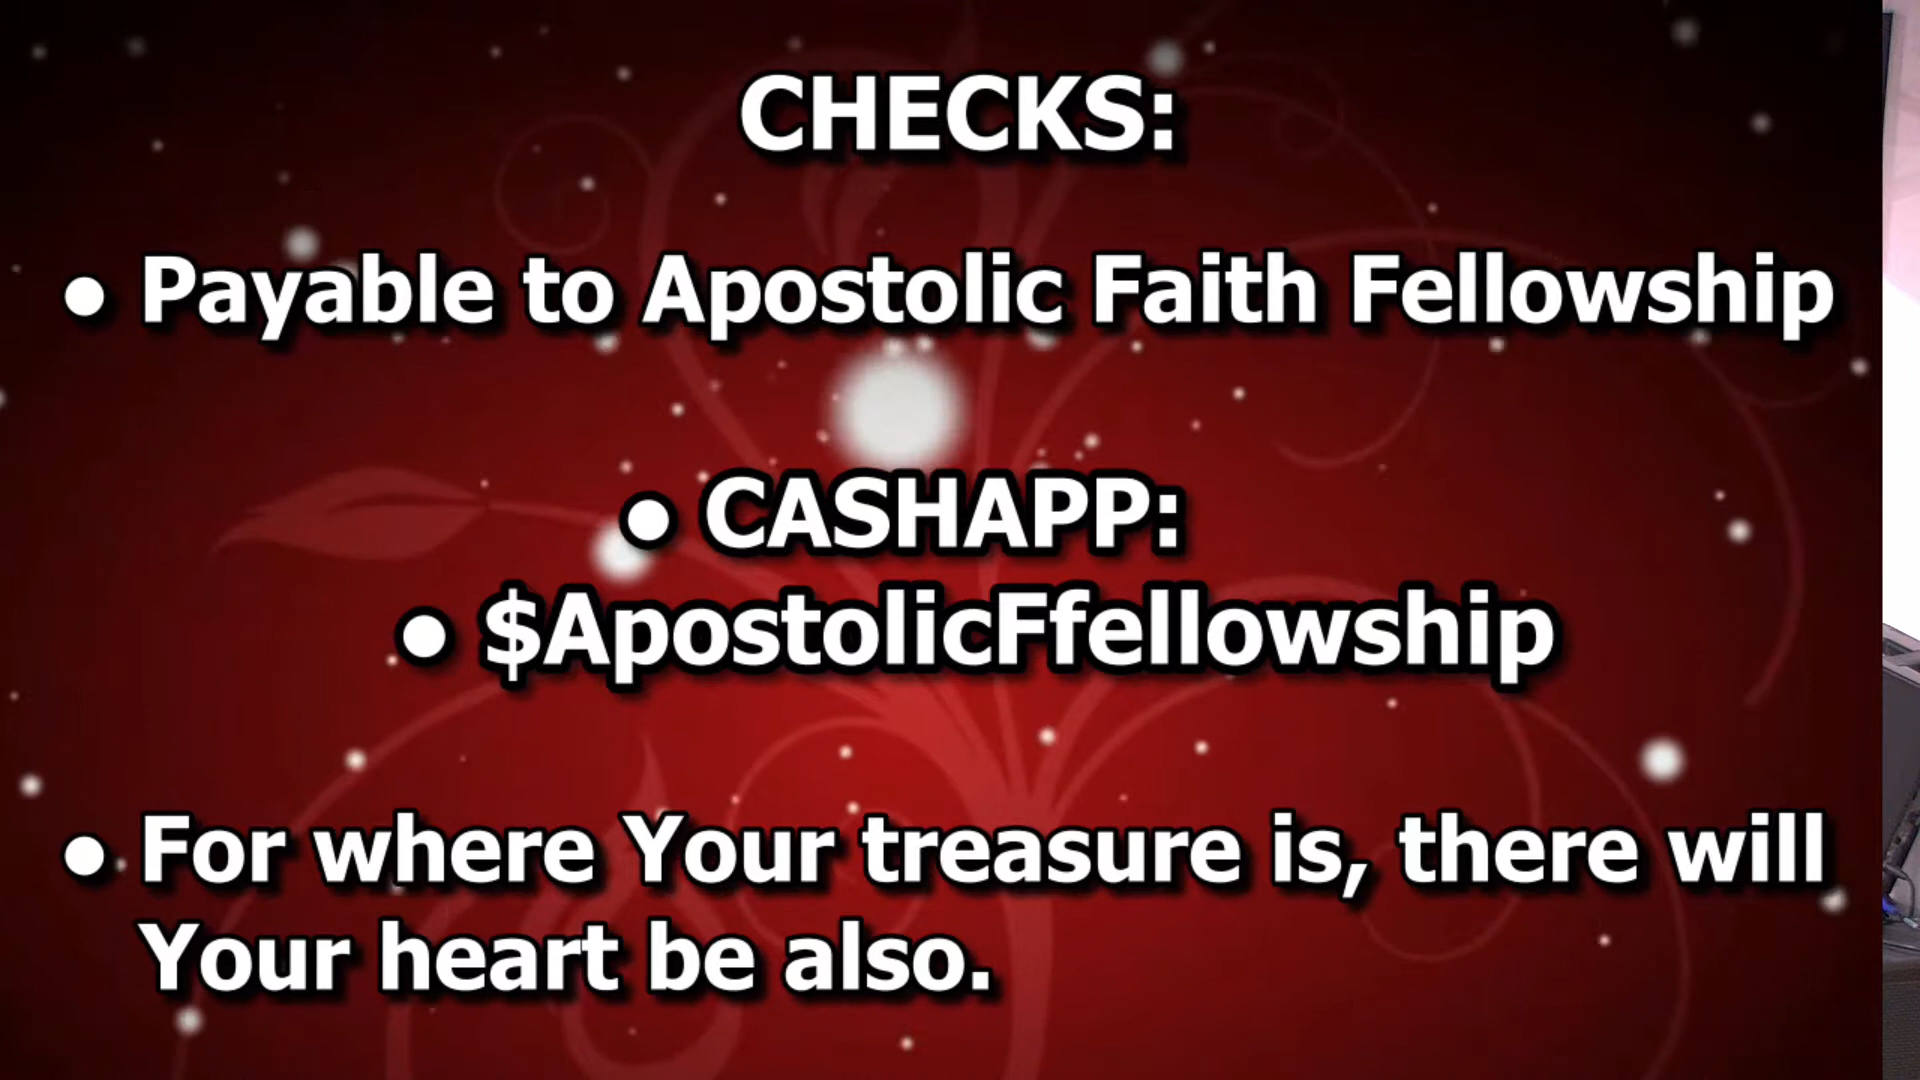 CHECKS:
• Payable to Apostolic Faith Fellowship
• CASHAPP:
• $ApostolicFfellowship
• For where Your treasure is, there will
Your heart be also.